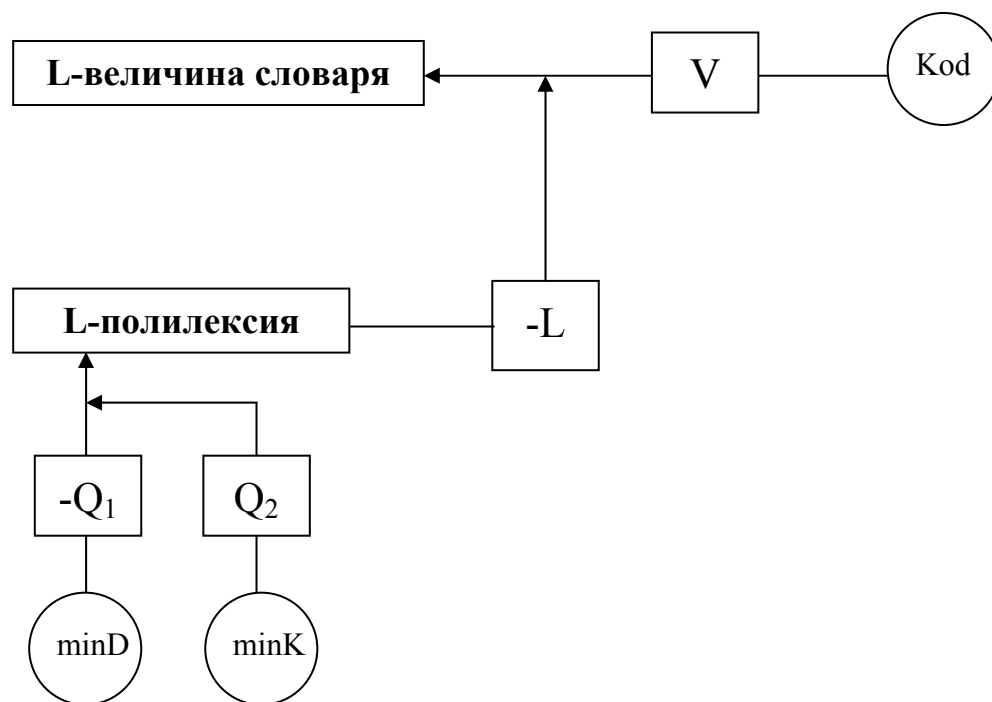 L-величина словаря
V
Kod
L-полилексия
-L
-Q₁
Q₂
minD
minK